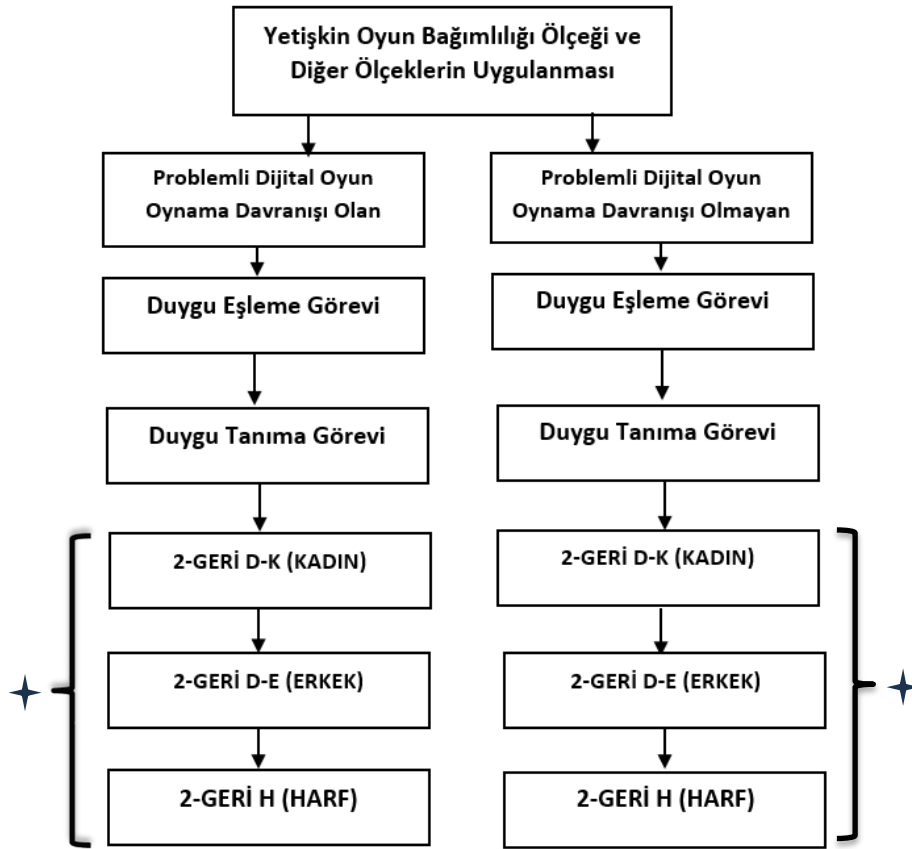 Yetişkin Oyun Bağımlılığı Ölçeği ve
Diğer Ölçeklerin Uygulanması
Problemli Dijital Oyun
Oynama Davranışı Olan
Problemli Dijital Oyun
Oynama Davranışı Olmayan
Duygu Eşleme Görevi
Duygu Eşleme Görevi
Duygu Tanıma Görevi
Duygu Tanıma Görevi
2-GERİ D-K (KADIN)
2-GERİ D-K (KADIN)
2-GERİ D-E (ERKEK)
2-GERİ D-E (ERKEK)
2-GERİ H (HARF)
2-GERİ H (HARF)